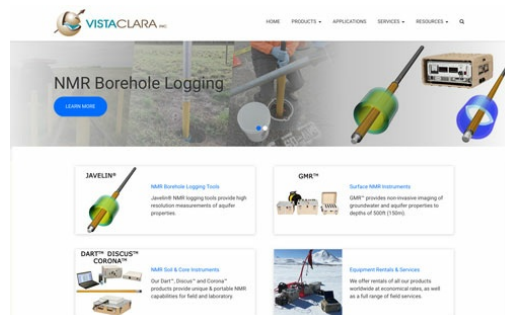 VISTACLARA INC.
HOME PRODUCTS APPLICATIONS SERVICES RESOURCES
NMR Borehole Logging
LEARN MORE
JAVELIN®
NMR Borehole Logging Tools
Javelin® NMR logging tools provide high
resolution measurements of aquifer
properties.
GMR™
Surface NMR Instruments
GMR™ provides non-invasive imaging of
groundwater and aquifer properties to
depths of 500ft (150m).
DART™ DISCUS™
CORONA™
NMR Soil & Core Instruments
Our Dart™, Discus™ and Corona™
products provide unique & portable NMR
capabilities for field and laboratory
Equipment Rentals & Services
We offer rentals of all our products
worldwide at economical rates, as well
as a full range of field services.